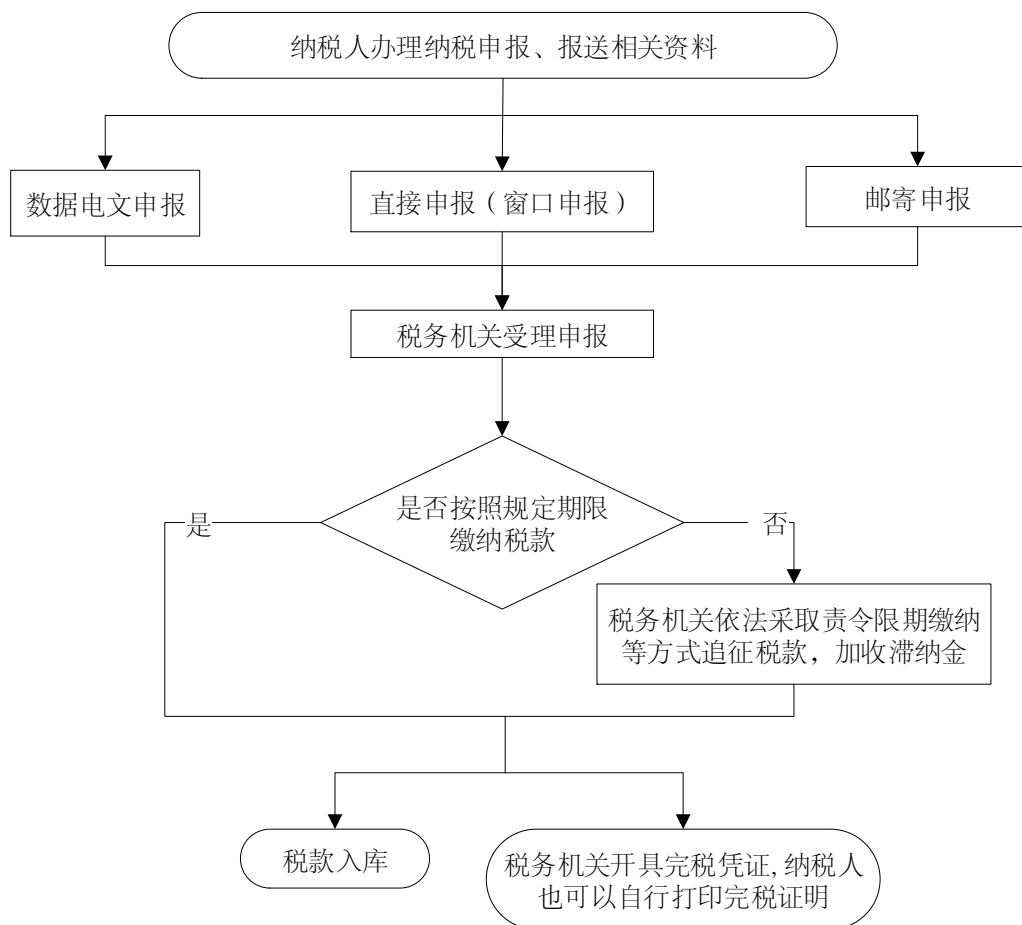 纳税人办理纳税申报、报送相关资料
数据电文申报
直接申报（窗口申报）
邮寄申报
税务机关受理申报
是否按照规定期限
缴纳税款
是
否
税务机关依法采取责令限期缴纳
等方式追征税款，加收滞纳金
税款入库
税务机关开具完税凭证,纳税人
也可以自行打印完税证明